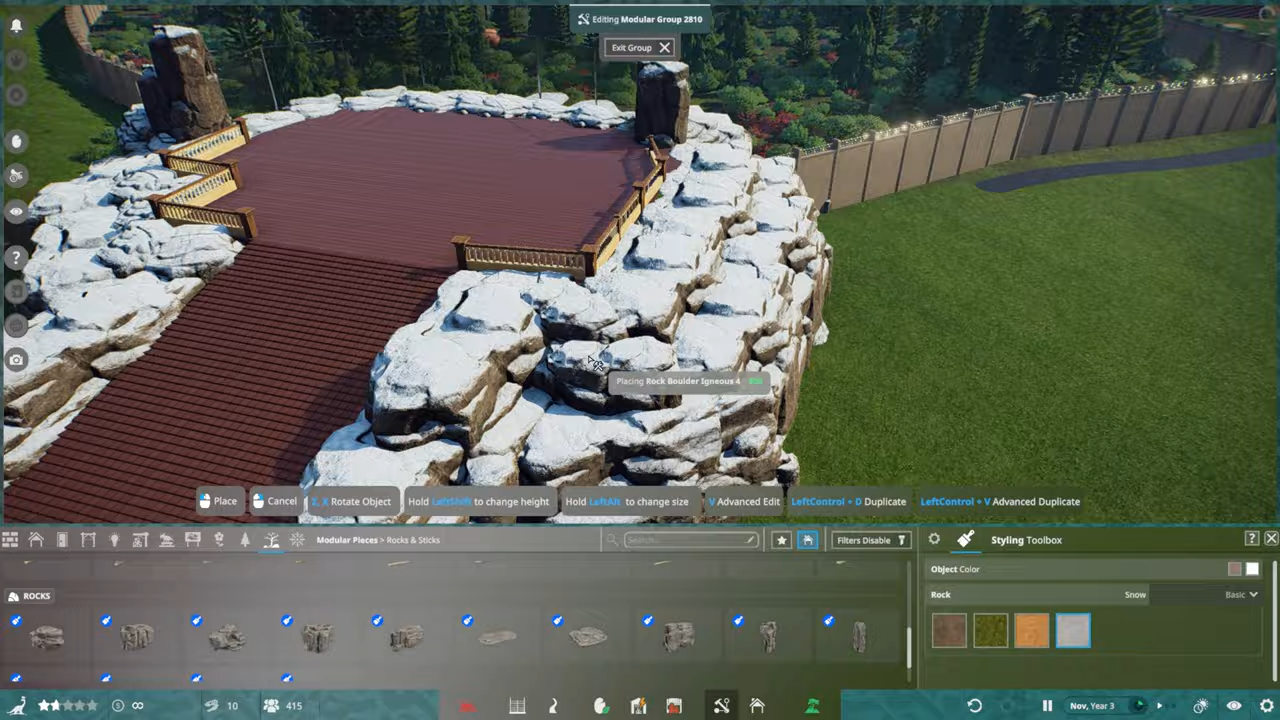 Editing Modular Group 2810
Exit Group
Placing Rock Boulder Igneous 4
Place
Cancel
Z, X Rotate Object
Hold LeftShift to change height
Hold LeftAlt to change size
V Advanced Edit
LeftControl + D Duplicate
LeftControl + V Advanced Duplicate
Modular Pieces > Rocks & Sticks
Search...
Filters Disable
Styling Toolbox
?
Object Color
Rock
Snow
Basic
ROCKS
?
10
415
Nov, Year 3